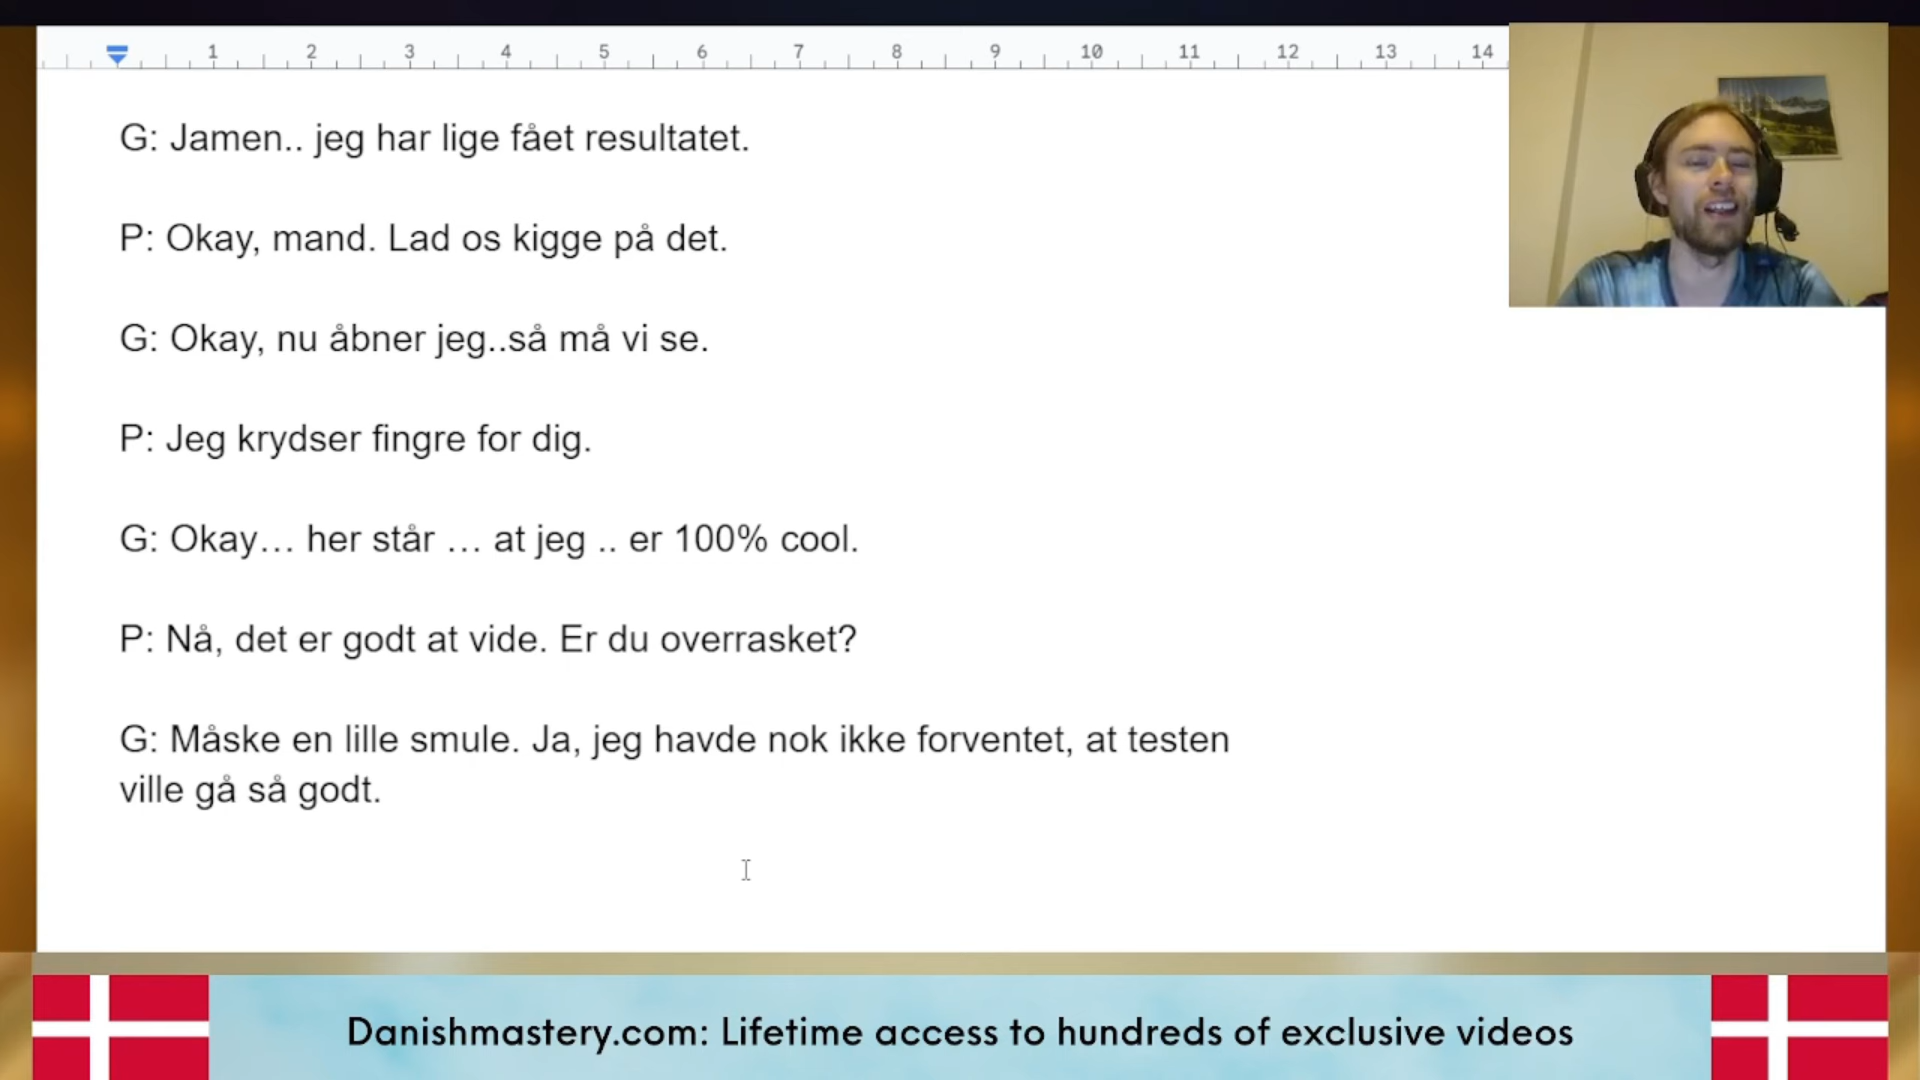 1 2 3 4 5 6 7 8 9 10 11 12 13 14
G: Jamen.. jeg har lige fået resultatet.
P: Okay, mand. Lad os kigge på det.
G: Okay, nu åbner jeg..så må vi se.
P: Jeg krydser fingre for dig.
G: Okay… her står … at jeg .. er 100% cool.
P: Nå, det er godt at vide. Er du overrasket?
G: Måske en lille smule. Ja, jeg havde nok ikke forventet, at testen
ville gå så godt.
Danishmastery.com: Lifetime access to hundreds of exclusive videos